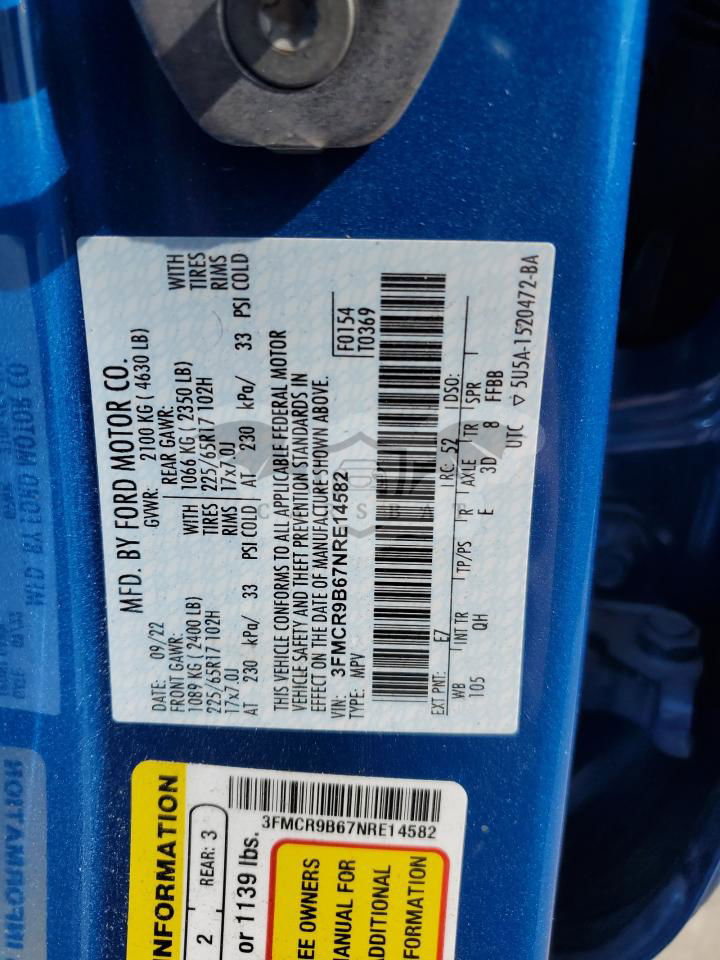 MFD. BY FORD MOTOR CO.
DATE: 09/22 GVWR: 2100 KG ( 4630 LB)
FRONT GAWR: REAR GAWR:
1089 KG ( 2400 LB) WITH 1066 KG ( 2350 LB) WITH
225/65R17 102H TIRES 225/65R17 102H TIRES
17x7.0J RIMS 17x7.0J RIMS
AT 230 kPa/ 33 PSI COLD AT 230 kPa/ 33 PSI COLD
THIS VEHICLE CONFORMS TO ALL APPLICABLE FEDERAL MOTOR
VEHICLE SAFETY AND THEFT PREVENTION STANDARDS IN
EFFECT ON THE DATE OF MANUFACTURE SHOWN ABOVE.
VIN: 3FMCR9B67NRE14582 F0154
TYPE: MPV T0369
EXT PNT: E7 RC: 52 DSO:
WB INT TR TP/PS R AXLE TR SPR
105 QH E 3D 8 FFBB
UTC ▽ 5U5A-1520472-BA
INFORMATION
2 REAR: 3
or 1139 lbs.
3FMCR9B67NRE14582
EE OWNERS
MANUAL FOR
ADDITIONAL
FORMATION